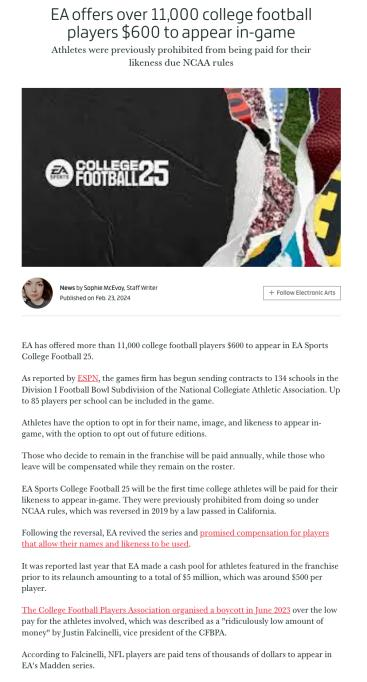 EA offers over 11,000 college football
players $600 to appear in-game
Athletes were previously prohibited from being paid for their
likeness due NCAA rules
EA
SPORTS
COLLEGE
FOOTBALL 25
News by Sophie McEvoy, Staff Writer
Published on Feb. 23, 2024
+ Follow Electronic Arts
EA has offered more than 11,000 college football players $600 to appear in EA Sports
College Football 25.
As reported by ESPN, the games firm has begun sending contracts to 134 schools in the
Division I Football Bowl Subdivision of the National Collegiate Athletic Association. Up
to 85 players per school can be included in the game.
Athletes have the option to opt in for their name, image, and likeness to appear in-
game, with the option to opt out of future editions.
Those who decide to remain in the franchise will be paid annually, while those who
leave will be compensated while they remain on the roster.
EA Sports College Football 25 will be the first time college athletes will be paid for their
likeness to appear in-game. They were previously prohibited from doing so under
NCAA rules, which was reversed in 2019 by a law passed in California.
Following the reversal, EA revived the series and promised compensation for players
that allow their names and likeness to be used.
It was reported last year that EA made a cash pool for athletes featured in the franchise
prior to its relaunch amounting to a total of $5 million, which was around $500 per
player.
The College Football Players Association organised a boycott in June 2023 over the low
pay for the athletes involved, which was described as a "ridiculously low amount of
money" by Justin Falcinelli, vice president of the CFBPA.
According to Falcinelli, NFL players are paid tens of thousands of dollars to appear in
EA's Madden series.